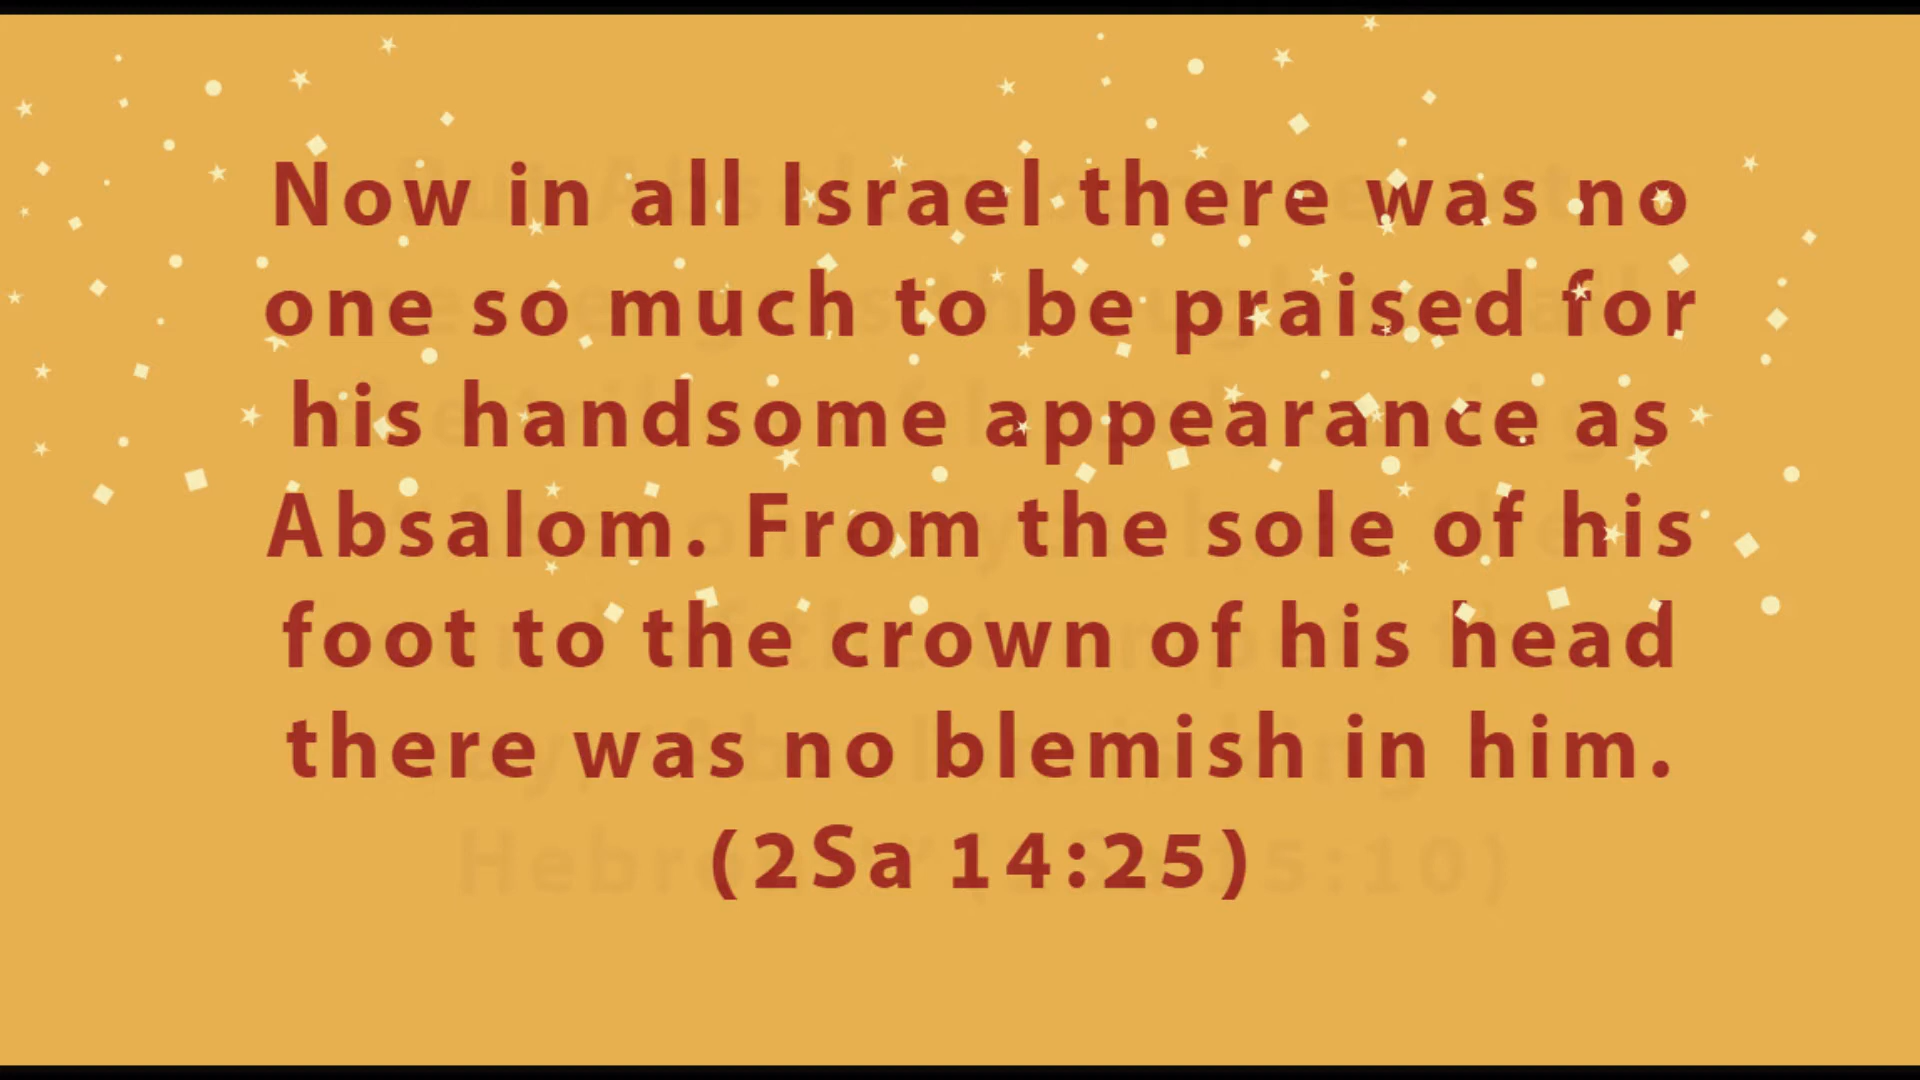 Now in all Israel there was no
one so much to be praised for
his handsome appearance as
Absalom. From the sole of his
foot to the crown of his head
there was no blemish in him.
(2Sa 14:25)